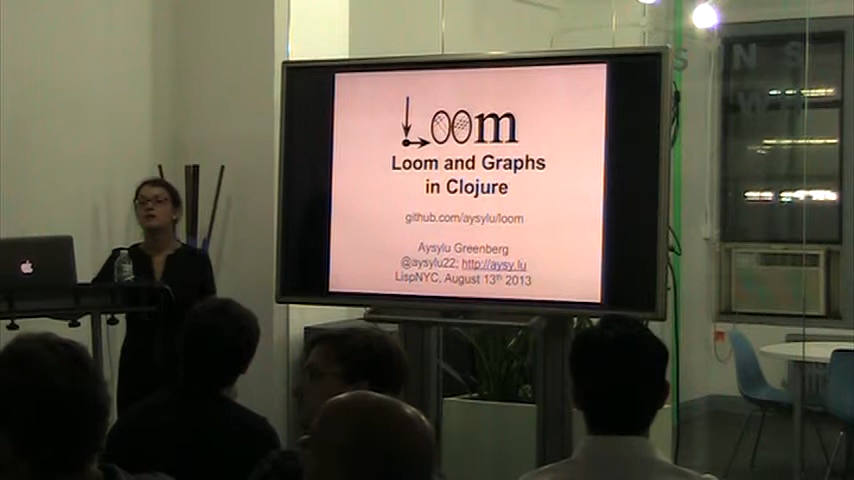 Loom
Loom and Graphs
in Clojure
github.com/aysylu/loom
Aysylu Greenberg
@aysylu22; http://aysy.lu
LispNYC, August 13th 2013
S N S
W